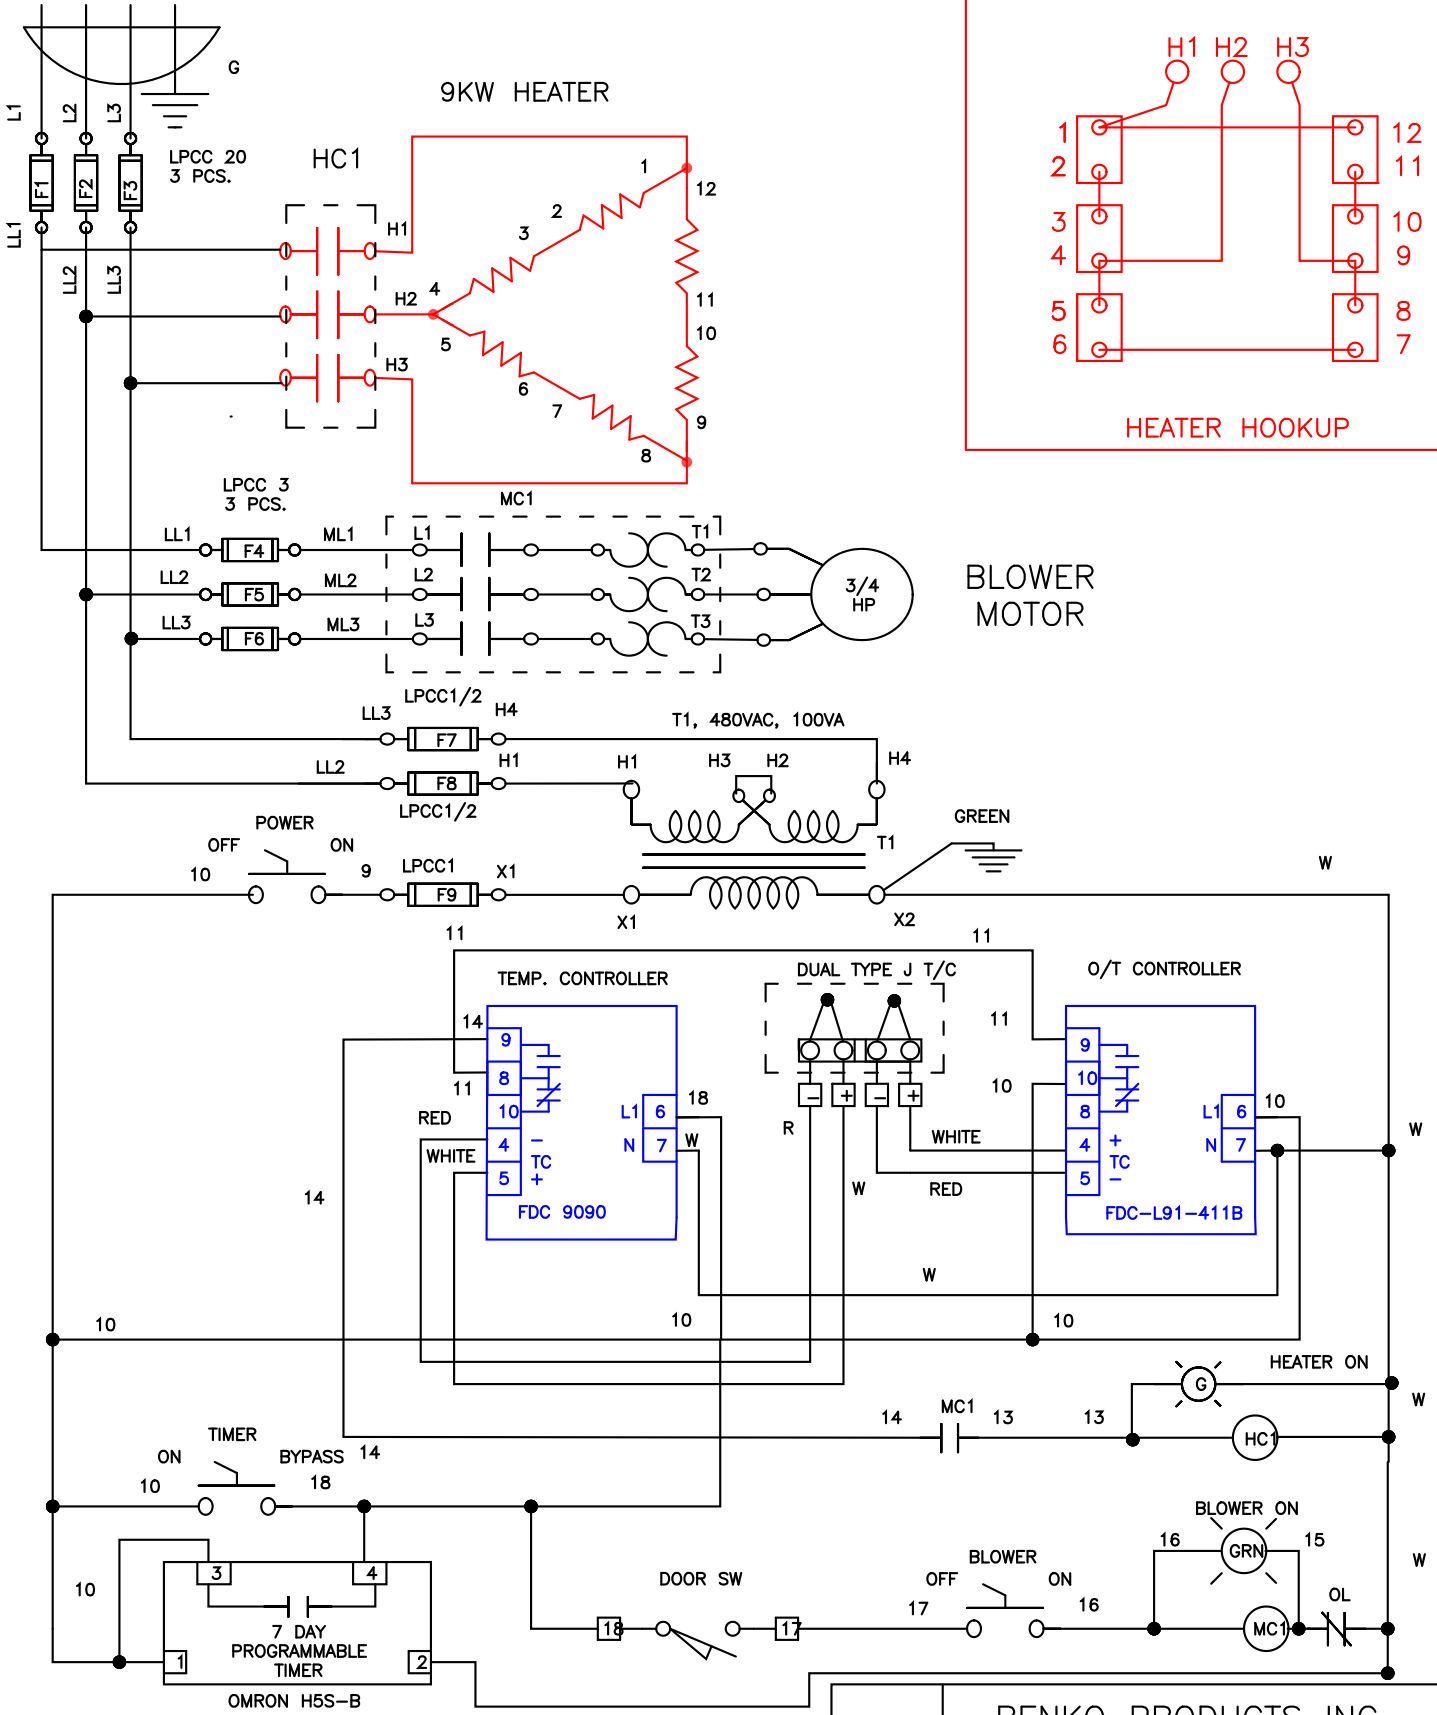 G
L1
L2
L3
F1
F2
F3
LPCC 20
3 PCS.
LL1
LL2
LL3
9KW HEATER
HC1
H1
H2
H3
1
2
3
4
5
6
7
8
9
10
11
12
H1 H2 H3
1
2
3
4
5
6
12
11
10
9
8
7
HEATER HOOKUP
LPCC 3
3 PCS.
MC1
LL1
F4
ML1
L1
T1
LL2
F5
ML2
L2
T2
LL3
F6
ML3
L3
T3
3/4
HP
BLOWER
MOTOR
LPCC1/2
LL3
F7
H4
T1, 480VAC, 100VA
LL2
F8
H1
LPCC1/2
H1
H3
H2
H4
T1
GREEN
POWER
OFF
ON
10
9
LPCC1
F9
X1
X1
X2
W
11
11
TEMP. CONTROLLER
DUAL TYPE J T/C
O/T CONTROLLER
14
9
8
11
10
RED
4
−
WHITE
TC
5
+
L1
6
18
N
7
W
FDC 9090
−
+
−
+
R
W
WHITE
RED
11
9
10
10
8
4
+
TC
5
−
L1
6
10
N
7
FDC-L91-411B
W
14
W
10
10
10
HEATER ON
G
W
14
MC1
13
13
HC1
TIMER
ON
BYPASS
14
10
18
BLOWER ON
16
GRN
15
W
3
4
10
7 DAY
PROGRAMMABLE
TIMER
1
2
OMRON H5S-B
DOOR SW
18
17
BLOWER
OFF
ON
17
16
MC1
OL
BENKO PRODUCTS INC